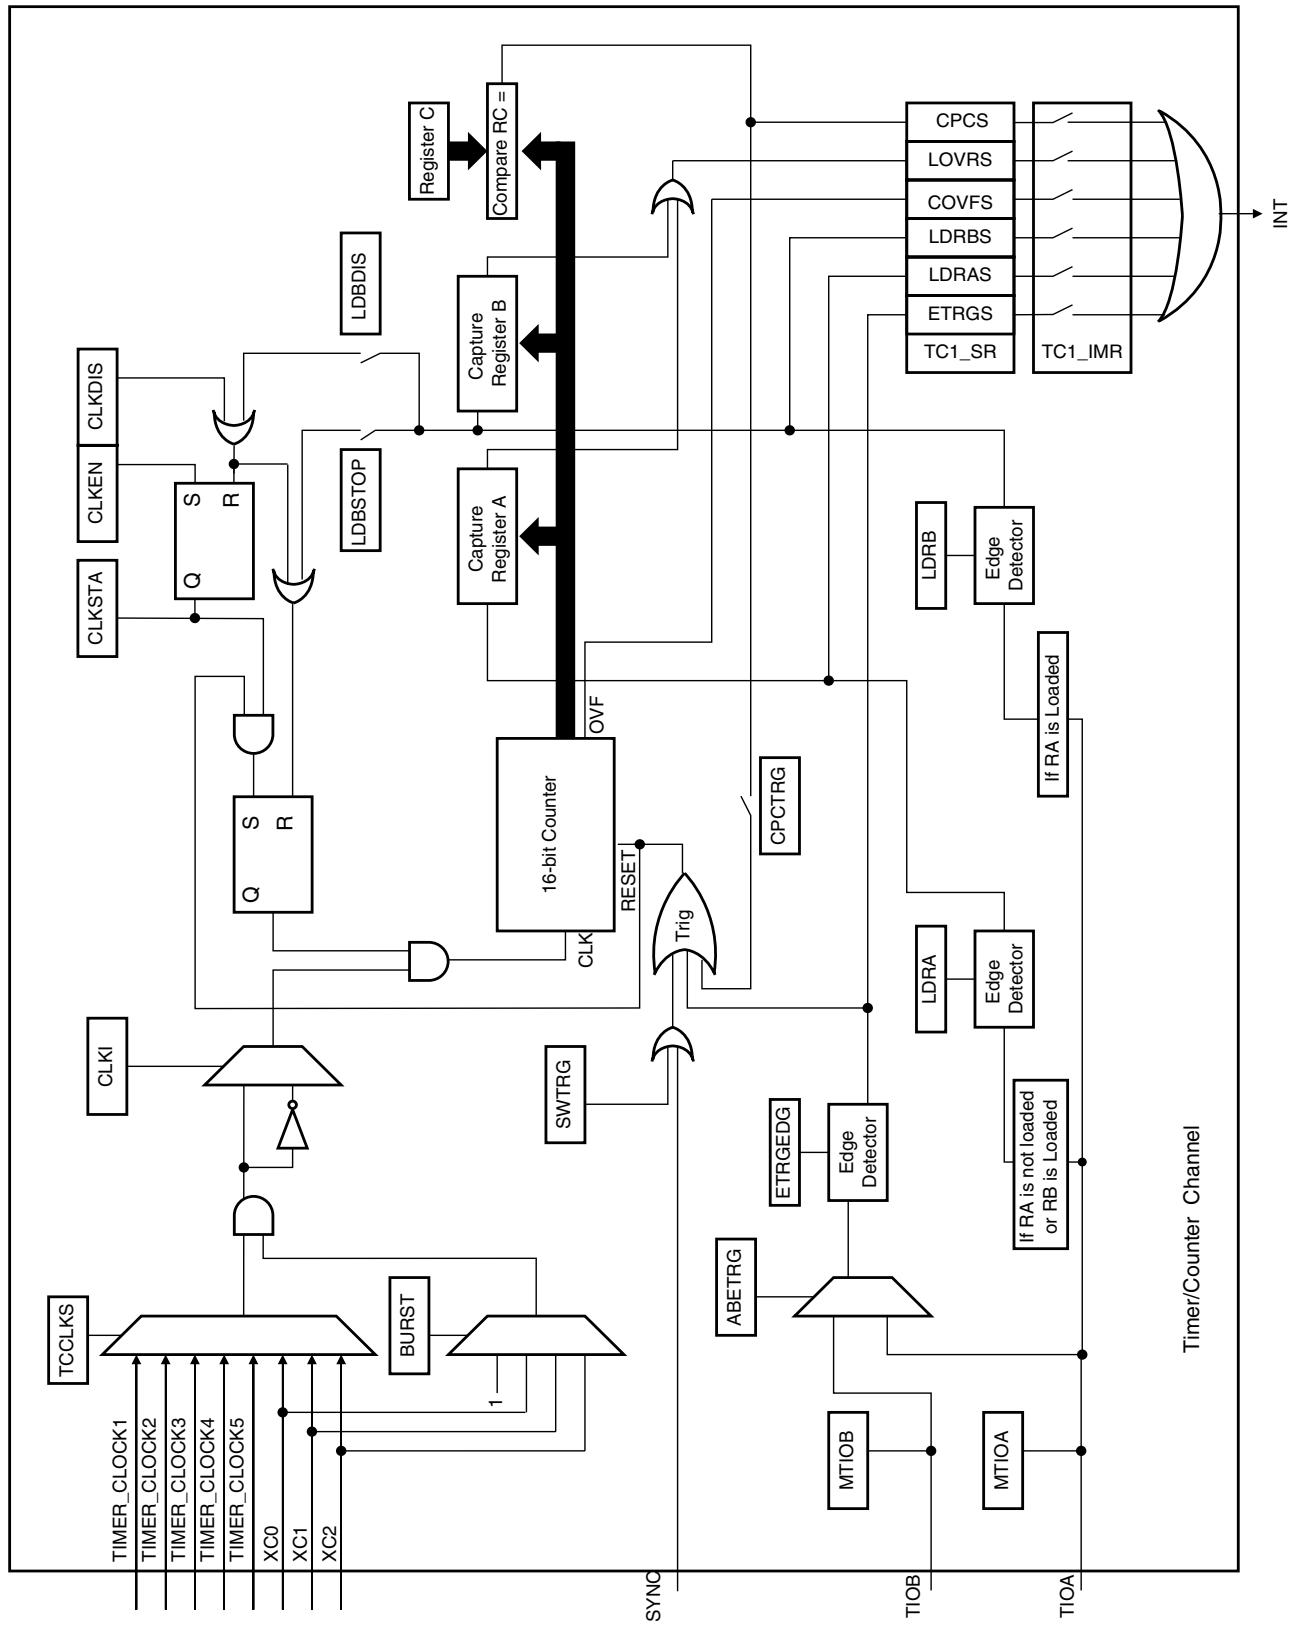 TCCLKS
TIMER_CLOCK1
TIMER_CLOCK2
TIMER_CLOCK3
TIMER_CLOCK4
TIMER_CLOCK5
XC0
XC1
XC2
CLKI
CLKSTA
CLKEN
CLKDIS
Q
S
R
Q
S
R
BURST
1
LDBSTOP
LDBDIS
Register C
Compare RC =
Capture
Register A
Capture
Register B
16-bit Counter
CLK
RESET
OVF
SWTRG
SYNC
Trig
CPCTRG
ABETRG
ETRGEDG
Edge
Detector
MTIOB
TIOB
MTIOA
TIOA
LDRA
Edge
Detector
If RA is not loaded
or RB is Loaded
LDRB
Edge
Detector
If RA is Loaded
CPCS
LOVRS
COVFS
LDRBS
LDRAS
ETRGS
TC1_SR
TC1_IMR
INT
Timer/Counter Channel